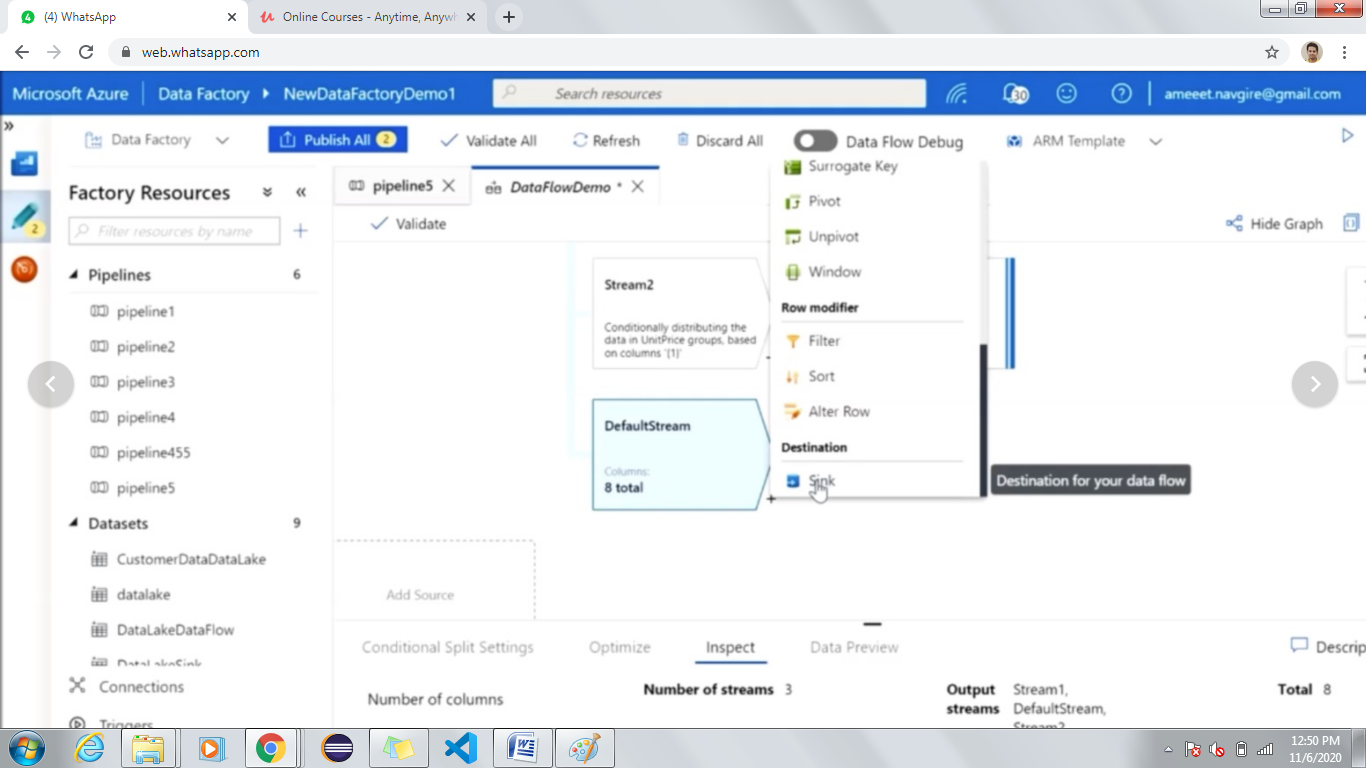 (4) WhatsApp
Online Courses - Anytime, Anywh
web.whatsapp.com
Microsoft Azure
Data Factory
NewDataFactoryDemo1
Search resources
30
ameeet.navgire@gmail.com
Data Factory
Publish All 2
Validate All
Refresh
Discard All
Data Flow Debug
ARM Template
Factory Resources
pipeline5
DataFlowDemo *
2
Filter resources by name
Validate
Hide Graph
Pipelines 6
pipeline1
pipeline2
pipeline3
pipeline4
pipeline455
pipeline5
Datasets 9
CustomerDataDataLake
datalake
DataLakeDataFlow
DataLakeSink
Connections
Triggers
Stream2
Conditionally distributing the
data in UnitPrice groups, based
on columns '{1}'
DefaultStream
Columns:
8 total
Add Source
Surrogate Key
Pivot
Unpivot
Window
Row modifier
Filter
Sort
Alter Row
Destination
Sink
Destination for your data flow
Conditional Split Settings
Optimize
Inspect
Data Preview
Descrip
Number of columns
Number of streams 3
Output
streams
Stream1,
DefaultStream,
Stream2
Total 8
12:50 PM
11/6/2020